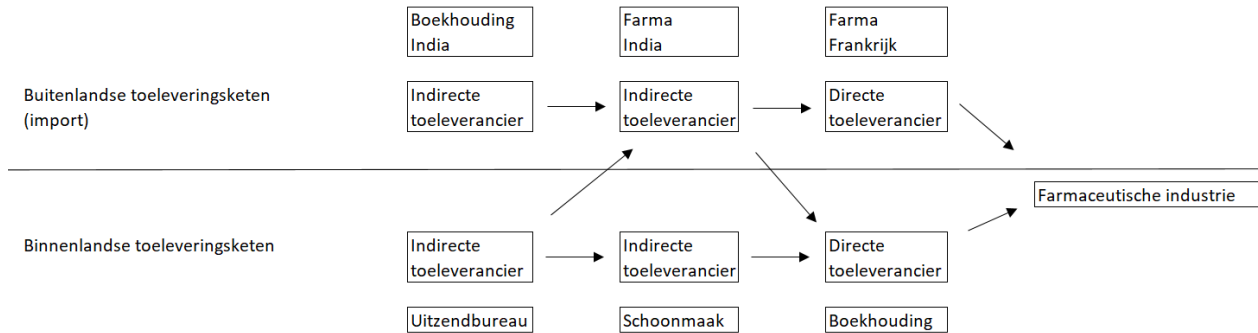 Boekhouding
India
Farma
India
Farma
Frankrijk
Buitenlandse toeleveringsketen
(import)
Indirecte
toeleverancier
Indirecte
toeleverancier
Directe
toeleverancier
Farmaceutische industrie
Binnenlandse toeleveringsketen
Indirecte
toeleverancier
Indirecte
toeleverancier
Directe
toeleverancier
Uitzendbureau
Schoonmaak
Boekhouding